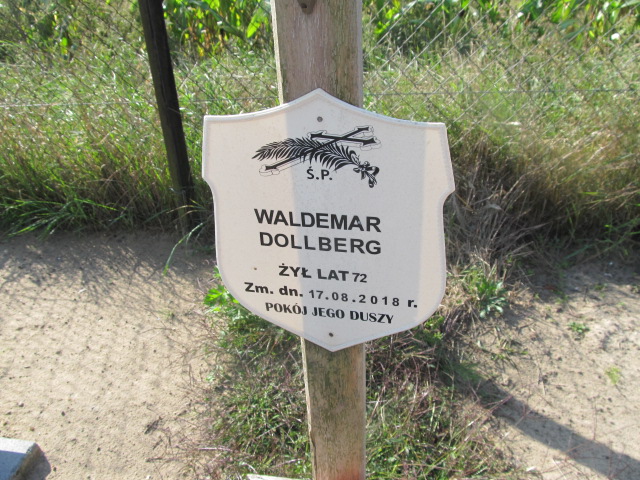 Ś.P.
WALDEMAR
DOLLBERG
ŻYŁ LAT 72
Zm. dn. 17.08.2018 r.
POKÓJ JEGO DUSZY